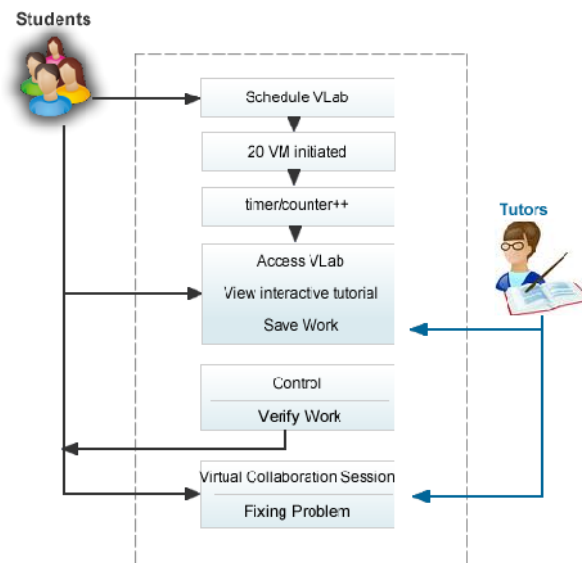 Students
Schedule VLab
20 VM initiated
timer/counter++
Tutors
Access VLab
View interactive tutorial
Save Work
Control
Verify Work
Virtual Collaboration Session
Fixing Problem